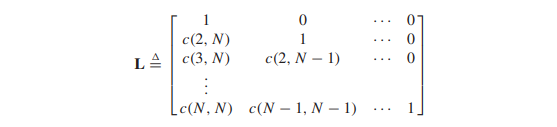 1 0 ⋯ 0
c(2, N) 1 ⋯ 0
L ≜ c(3, N) c(2, N − 1) ⋯ 0
⋮
c(N, N) c(N − 1, N − 1) ⋯ 1